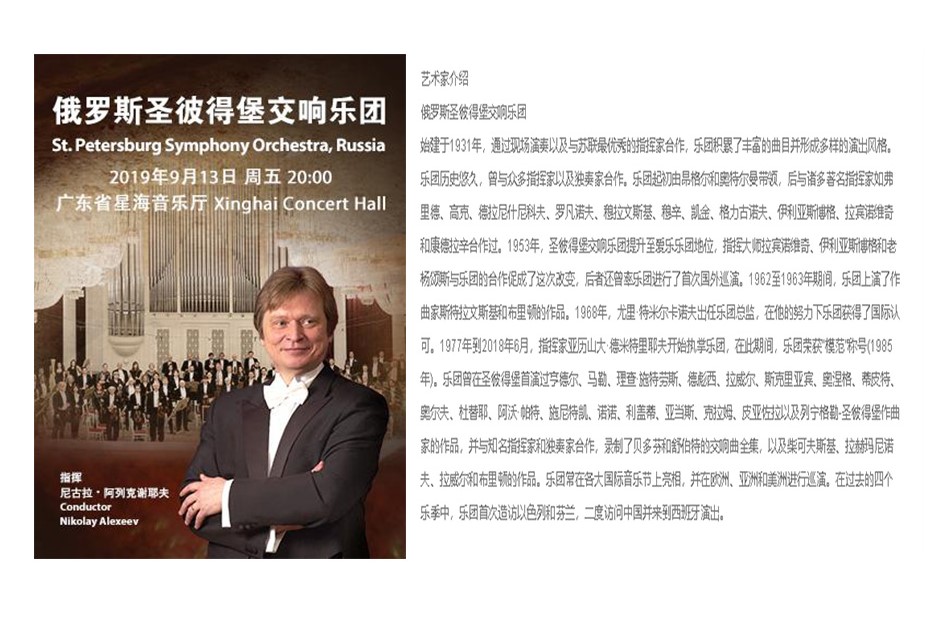 俄罗斯圣彼得堡交响乐团
St. Petersburg Symphony Orchestra, Russia
2019年9月13日 周五 20:00
广东省星海音乐厅 Xinghai Concert Hall
指挥
尼古拉·阿列克谢耶夫
Conductor
Nikolay Alexeev
艺术家介绍
俄罗斯圣彼得堡交响乐团
始建于1931年，通过现场演奏以及与苏联最优秀的指挥家合作，乐团积累了丰富的曲目并形成多样的演出风格。
乐团历史悠久，曾与众多指挥家以及独奏家合作。乐团起初由昂格尔和奥特尔曼带领，后与诸多著名指挥家如弗
里德、高克、德拉尼什尼科夫、罗凡诺夫、穆拉文斯基、穆辛、凯金、格力古诺夫、伊利亚斯博格、拉宾诺维奇
和康德拉辛合作过。1953年，圣彼得堡交响乐团提升至爱乐乐团地位，指挥大师拉宾诺维奇、伊利亚斯博格和老
杨颂斯与乐团的合作促成了这次改变，后者还曾率乐团进行了首次国外巡演。1962至1963年期间，乐团上演了作
曲家斯特拉文斯基和布里顿的作品。1968年，尤里·特米尔卡诺夫出任乐团总监，在他的努力下乐团获得了国际认
可。1977年到2018年6月，指挥家亚历山大·德米特里耶夫开始执掌乐团，在此期间，乐团荣获“模范”称号(1985
年)。乐团曾在圣彼得堡首演过亨德尔、马勒、理查·施特劳斯、德彪西、拉威尔、斯克里亚宾、奥涅格、蒂皮特、
奥尔夫、杜替耶、阿沃·帕特、施尼特凯、诺诺、利盖蒂、亚当斯、克拉姆、皮亚佐拉以及列宁格勒-圣彼得堡作曲
家的作品，并与知名指挥家和独奏家合作，录制了贝多芬和舒伯特的交响曲全集，以及柴可夫斯基、拉赫玛尼诺
夫、拉威尔和布里顿的作品。乐团常在各大国际音乐节上亮相，并在欧洲、亚洲和美洲进行巡演。在过去的四个
乐季中，乐团首次造访以色列和芬兰，二度访问中国并来到西班牙演出。